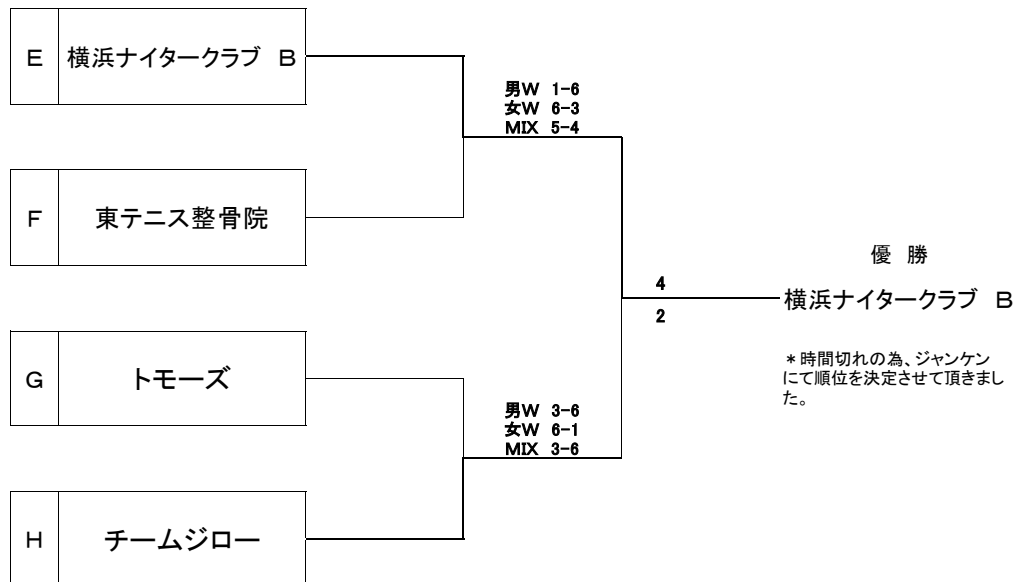 E 横浜ナイタークラブ B
男W 1-6
女W 6-3
MIX 5-4
F 東テニス整骨院
優 勝
4
横浜ナイタークラブ B
2
*時間切れの為、ジャンケン
にて順位を決定させて頂きまし
た。
G トモーズ
男W 3-6
女W 6-1
MIX 3-6
H チームジロー